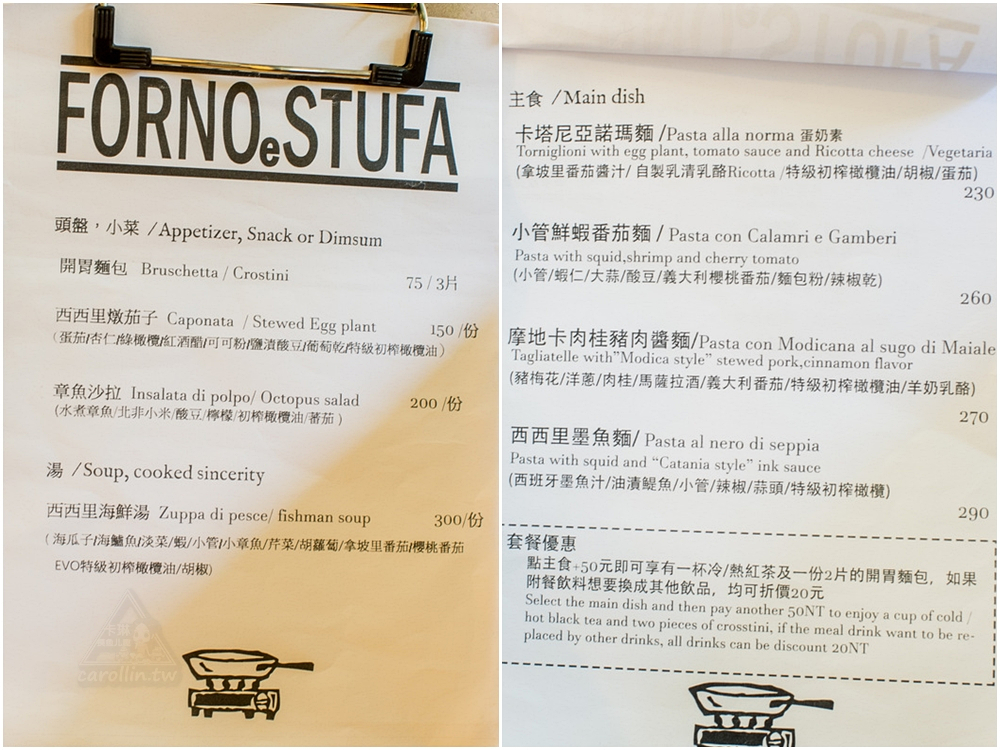 FORNOeSTUFA
頭盤，小菜 /Appetizer, Snack or Dimsum
開胃麵包 Bruschetta / Crostini
75 / 3片
西西里燉茄子 Caponata / Stewed Egg plant
150 /份
(蛋茄/杏仁/綠橄欖/紅酒醋/可可粉/鹽漬酸豆/葡萄乾/特級初榨橄欖油)
章魚沙拉 Insalata di polpo/ Octopus salad
200 /份
(水煮章魚/北非小米/酸豆/檸檬/初榨橄欖油/蕃茄 )
湯 /Soup, cooked sincerity
西西里海鮮湯 Zuppa di pesce/ fishman soup
300/份
( 海瓜子/海鱸魚/淡菜/蝦/小管/小章魚/芹菜/胡蘿蔔/拿坡里番茄/櫻桃番茄
EVO特級初榨橄欖油/胡椒)
carollin.tw
主食 /Main dish
卡塔尼亞諾瑪麵 /Pasta alla norma 蛋奶素
Torniglioni with egg plant, tomato sauce and Ricotta cheese /Vegetaria
(拿坡里番茄醬汁/ 自製乳清乳酪Ricotta /特級初榨橄欖油/胡椒/蛋茄)
230
小管鮮蝦番茄麵 / Pasta con Calamri e Gamberi
Pasta with squid,shrimp and cherry tomato
(小管/蝦仁/大蒜/酸豆/義大利櫻桃番茄/麵包粉/辣椒乾)
260
摩地卡肉桂豬肉醬麵/Pasta con Modicana al sugo di Maiale
Tagliatelle with"Modica style" stewed pork,cinnamon flavor
(豬梅花/洋蔥/肉桂/馬薩拉酒/義大利番茄/特級初榨橄欖油/羊奶乳酪)
270
西西里墨魚麵/ Pasta al nero di seppia
Pasta with squid and "Catania style" ink sauce
(西班牙墨魚汁/油漬鯷魚/小管/辣椒/蒜頭/特級初榨橄欖)
290
套餐優惠
點主食+50元即可享有一杯冷/熱紅茶及一份2片的開胃麵包，如果
附餐飲料想要換成其他飲品，均可折價20元
Select the main dish and then pay another 50NT to enjoy a cup of cold /
hot black tea and two pieces of crosstini, if the meal drink want to be re-
placed by other drinks, all drinks can be discount 20NT